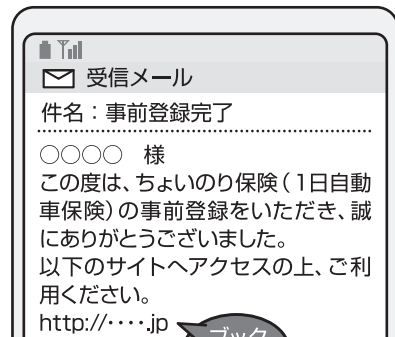 受信メール
件名：事前登録完了
○○○○　様
この度は、ちょいのり保険（1日自動
車保険）の事前登録をいただき、誠
にありがとうございました。
以下のサイトへアクセスの上、ご利
用ください。
http://・・・・.jp
ブック